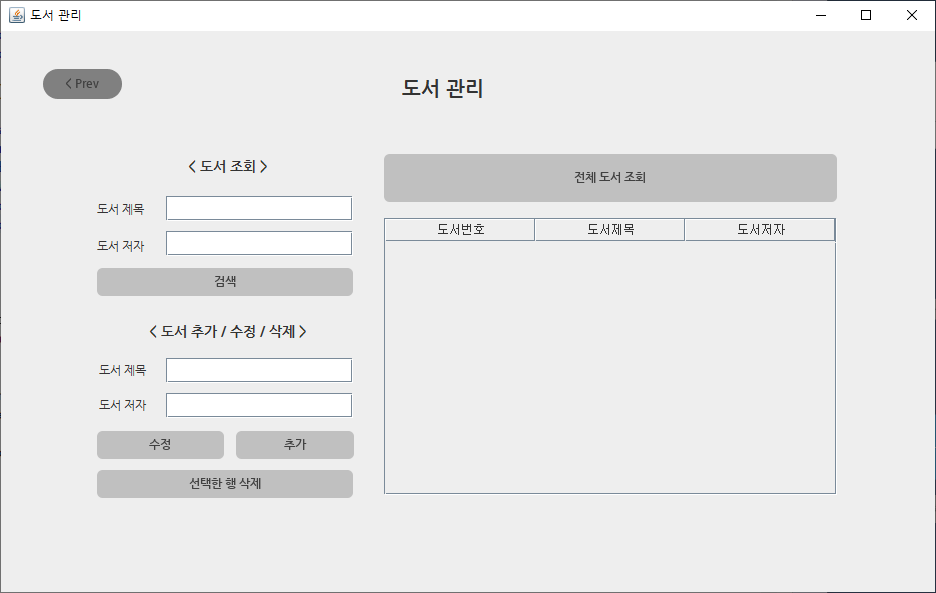 도서 관리
< Prev
도서 관리
< 도서 조회 >
도서 제목
도서 저자
검색
< 도서 추가 / 수정 / 삭제 >
도서 제목
도서 저자
수정 추가
선택한 행 삭제
전체 도서 조회
도서번호 도서제목 도서저자